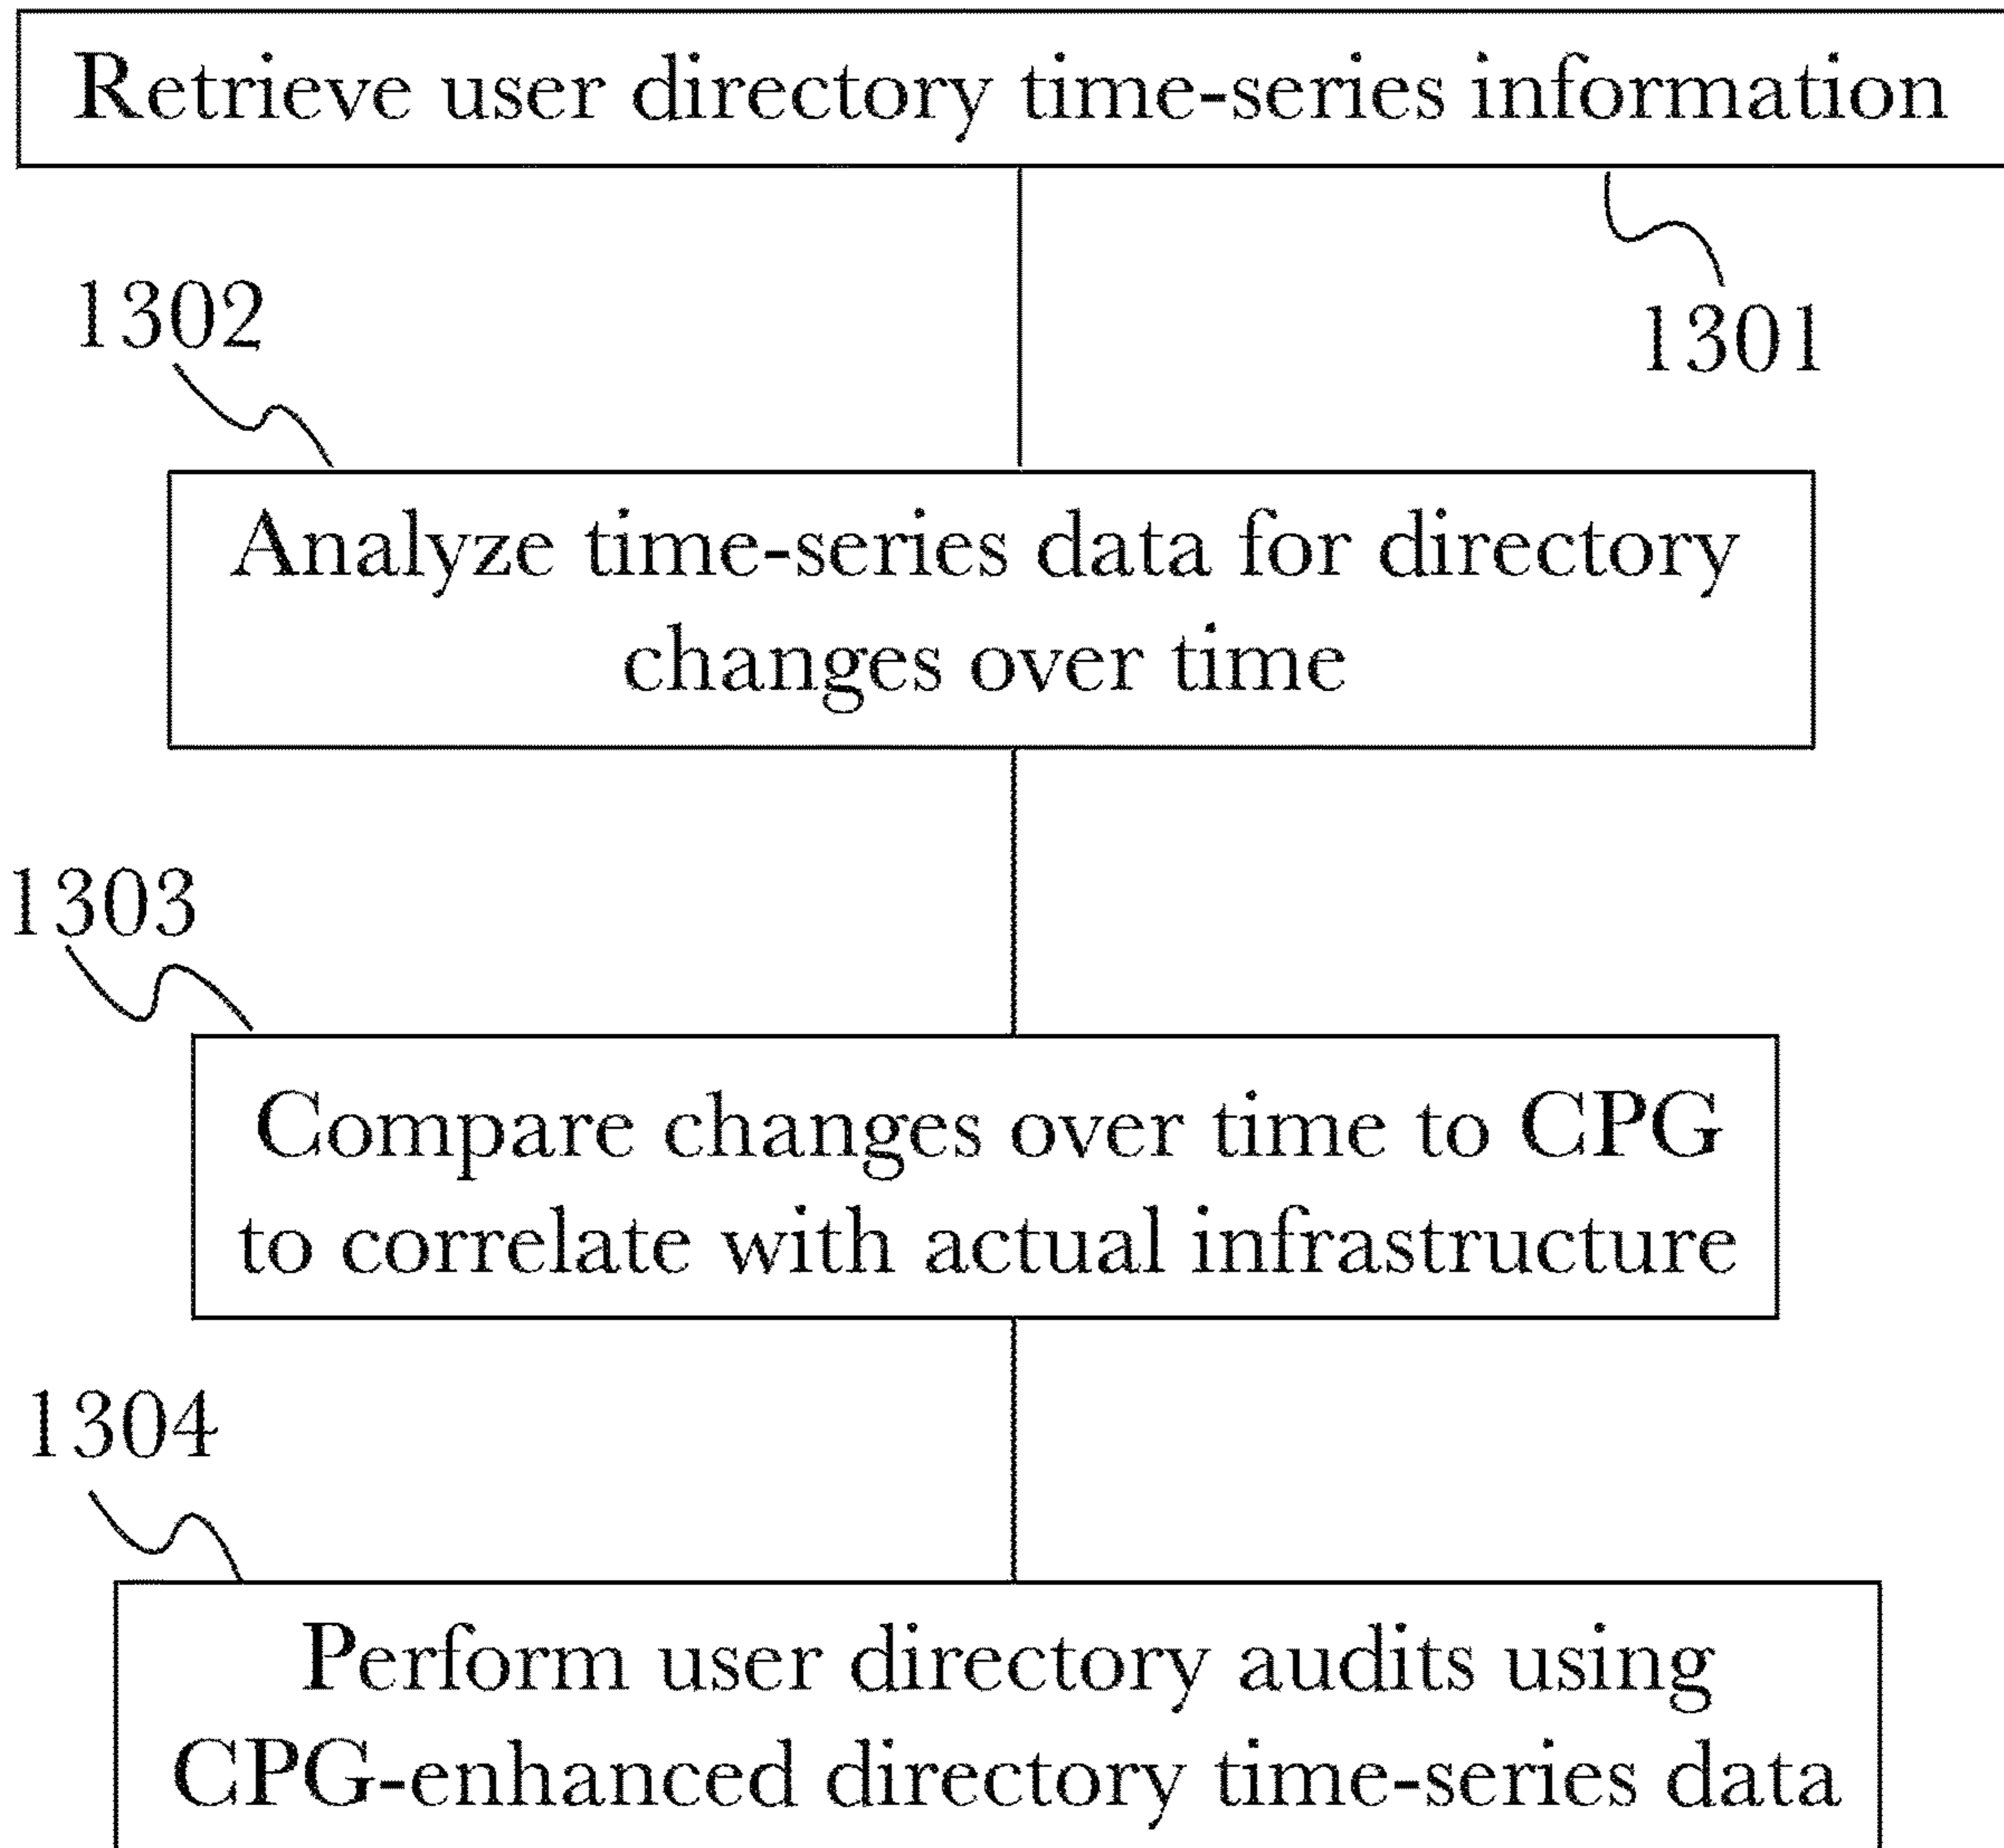 Retrieve user directory time-series information
1301
1302
Analyze time-series data for directory
changes over time
1303
Compare changes over time to CPG
to correlate with actual infrastructure
1304
Perform user directory audits using
CPG-enhanced directory time-series data